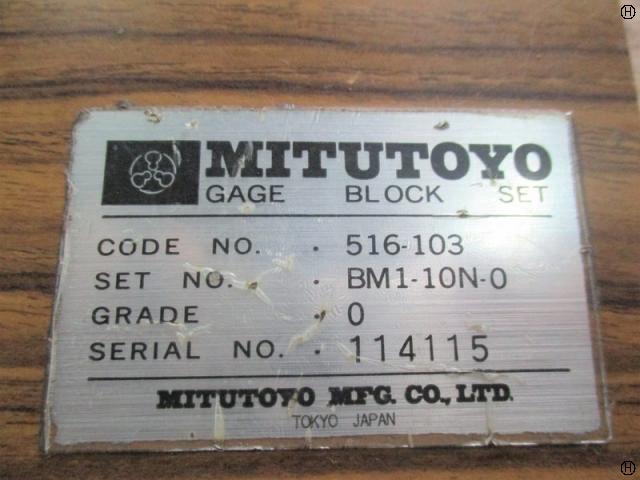 MITUTOYO
GAGE BLOCK SET
CODE NO. · 516-103
SET NO. · BM1-10N-0
GRADE · 0
SERIAL NO. · 114115
MITUTOYO MFG. CO., LTD.
TOKYO JAPAN
H
H